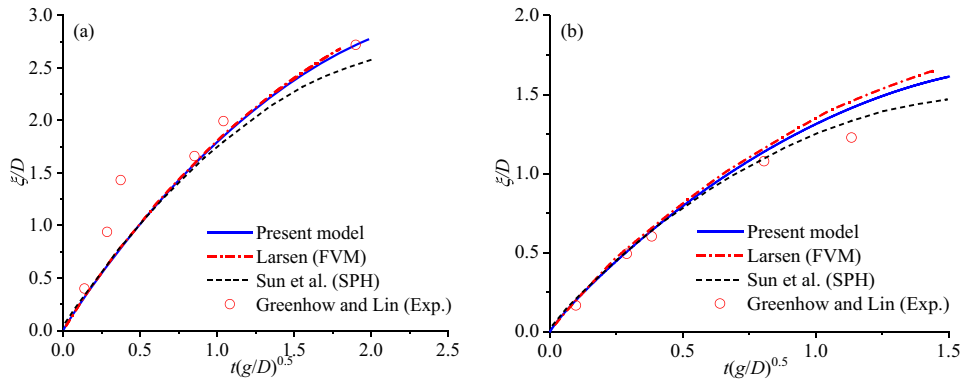 (a)
3.0
2.5
2.0
1.5
1.0
0.5
0.0
ξ/D
0.0 0.5 1.0 1.5 2.0 2.5
t(g/D)^0.5
Present model
Larsen (FVM)
Sun et al. (SPH)
Greenhow and Lin (Exp.)
(b)
2.0
1.5
1.0
0.5
0.0
ξ/D
0.0 0.5 1.0 1.5
t(g/D)^0.5
Present model
Larsen (FVM)
Sun et al. (SPH)
Greenhow and Lin (Exp.)